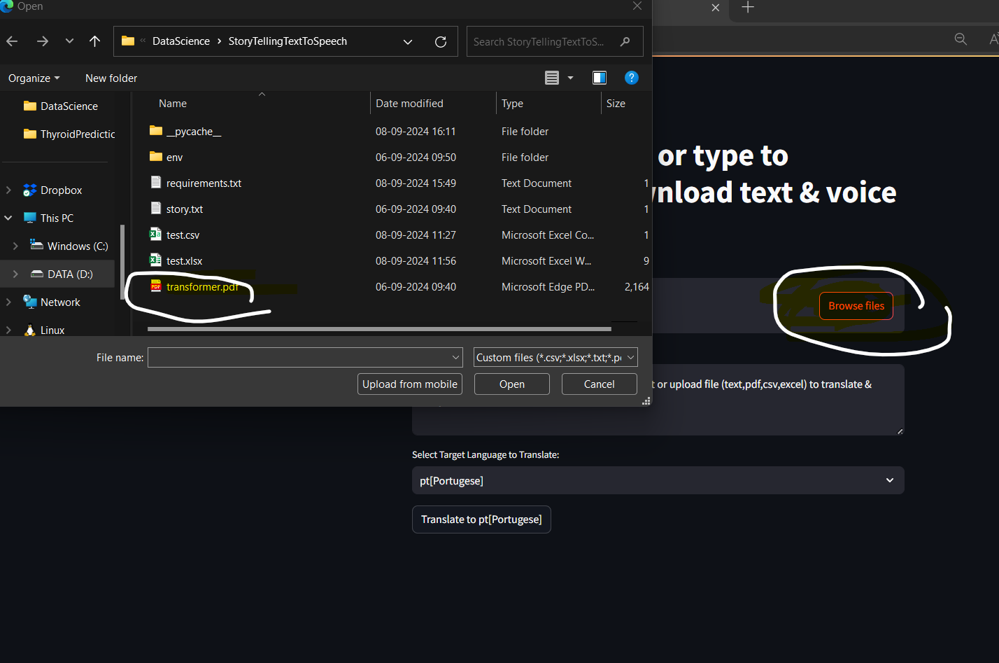 Open
DataScience
StoryTellingTextToSpeech
Search StoryTellingTextToS...
Organize
New folder
?
Name
Date modified
Type
Size
DataScience
ThyroidPredictic
Dropbox
This PC
Windows (C:)
DATA (D:)
Network
Linux
__pycache__ 08-09-2024 16:11 File folder
env 06-09-2024 09:50 File folder
requirements.txt 08-09-2024 15:49 Text Document 1
story.txt 06-09-2024 09:40 Text Document 1
test.csv 08-09-2024 11:27 Microsoft Excel Co... 1
test.xlsx 08-09-2024 11:56 Microsoft Excel W... 9
PDF transformer.pdf 06-09-2024 09:40 Microsoft Edge PD... 2,164
File name:
Custom files (*.csv;*.xlsx;*.txt;*.pc
Upload from mobile
Open
Cancel
or type to
nload text & voice
Browse files
t or upload file (text,pdf,csv,excel) to translate &
Select Target Language to Translate:
pt[Portugese]
Translate to pt[Portugese]